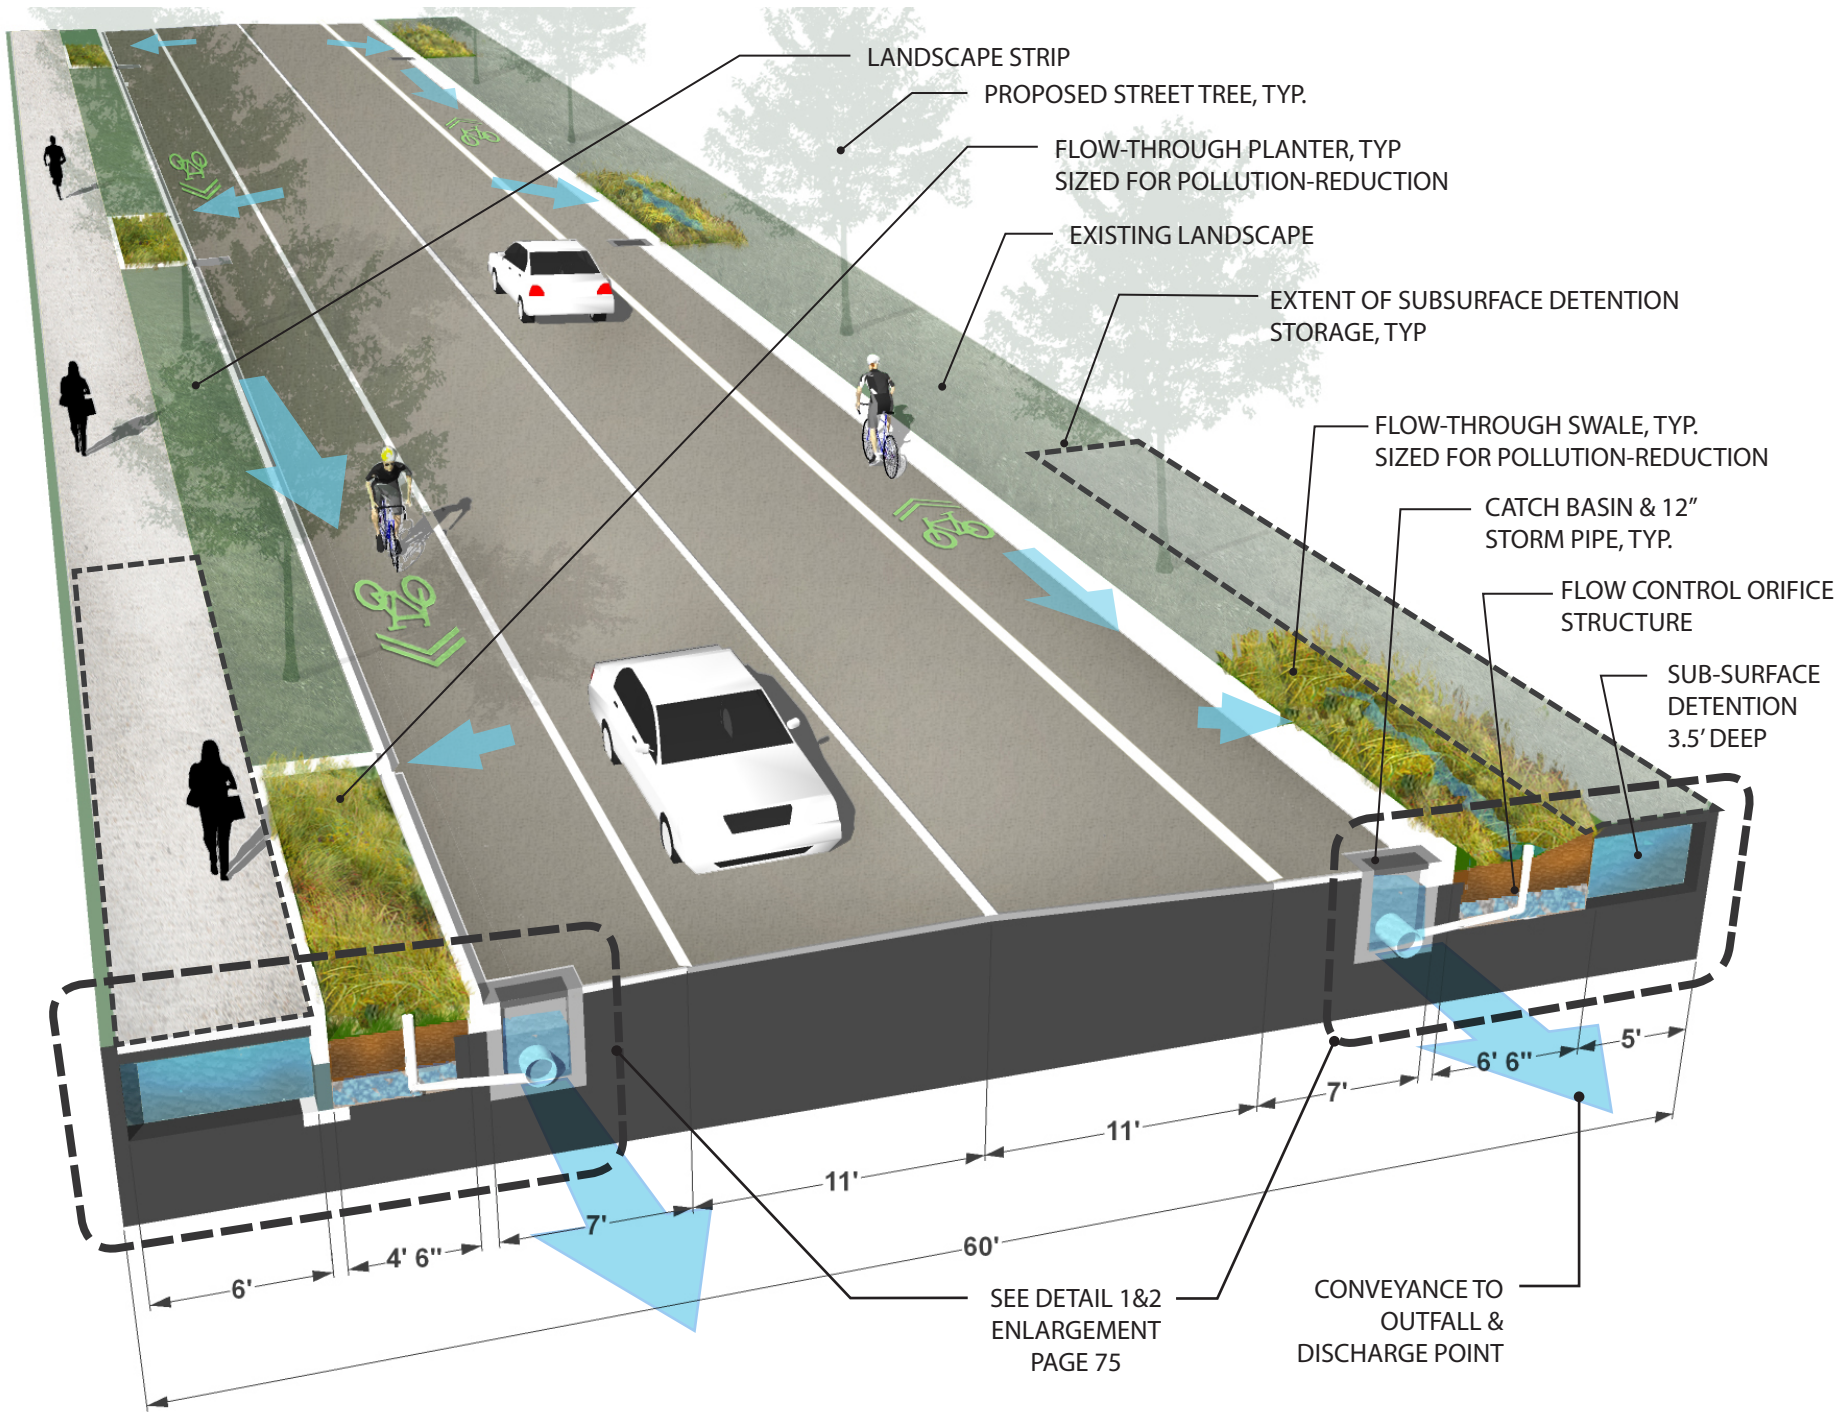 LANDSCAPE STRIP
PROPOSED STREET TREE, TYP.
FLOW-THROUGH PLANTER, TYP
SIZED FOR POLLUTION-REDUCTION
EXISTING LANDSCAPE
EXTENT OF SUBSURFACE DETENTION
STORAGE, TYP
FLOW-THROUGH SWALE, TYP.
SIZED FOR POLLUTION-REDUCTION
CATCH BASIN & 12”
STORM PIPE, TYP.
FLOW CONTROL ORIFICE
STRUCTURE
SUB-SURFACE
DETENTION
3.5’ DEEP
5'
6' 6"
7'
11'
11'
7'
4' 6"
6'
60'
SEE DETAIL 1&2
ENLARGEMENT
PAGE 75
CONVEYANCE TO
OUTFALL &
DISCHARGE POINT